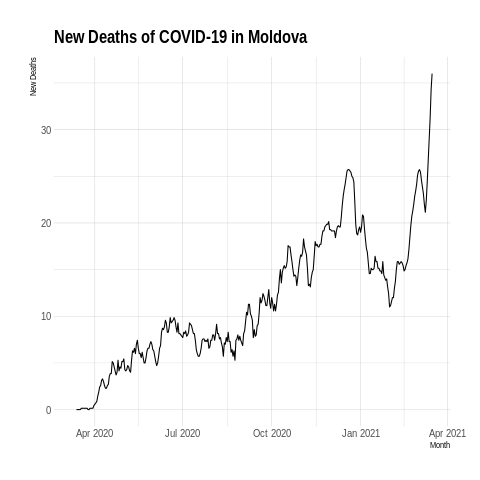 New Deaths of COVID-19 in Moldova
New Deaths
30
20
10
0
Apr 2020
Jul 2020
Oct 2020
Jan 2021
Apr 2021
Month